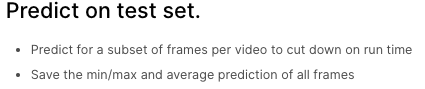 Predict on test set.
Predict for a subset of frames per video to cut down on run time
Save the min/max and average prediction of all frames